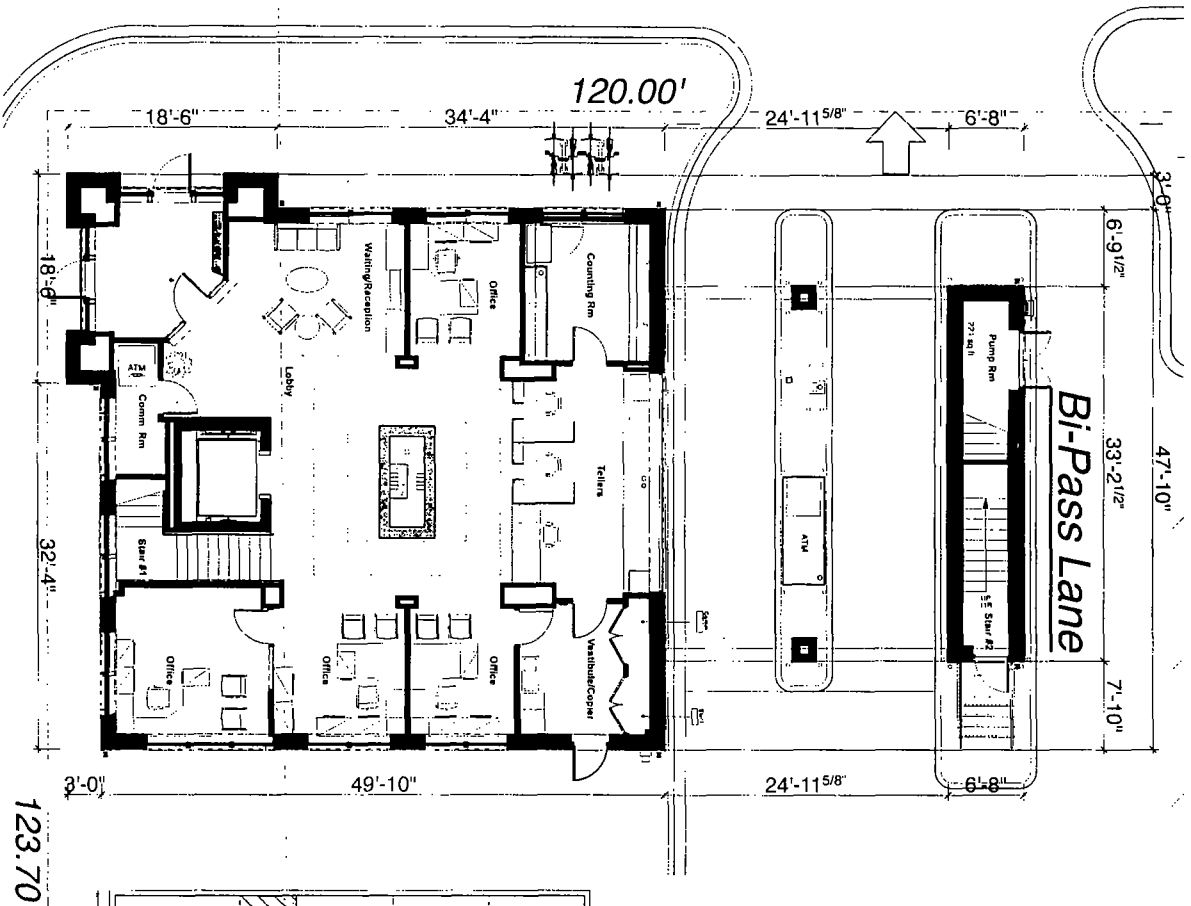 120.00'
18'-6"
34'-4"
24'-11 5/8"
6'-8"
3'-0"
6'-9 1/2"
18'-6"
Waiting/Reception
Office
Counting Rm
Pump Rm
221 sq ft
ATM
Lobby
Comm Rm
Bi-Pass Lane
33'-2 1/2"
47'-10"
Tellers
ATM
Stair #1
32'-4"
Stair #2
Office
Office
Office
Vestibule/Copier
7'-10"
3'-0"
49'-10"
24'-11 5/8"
6'-8"
123.70